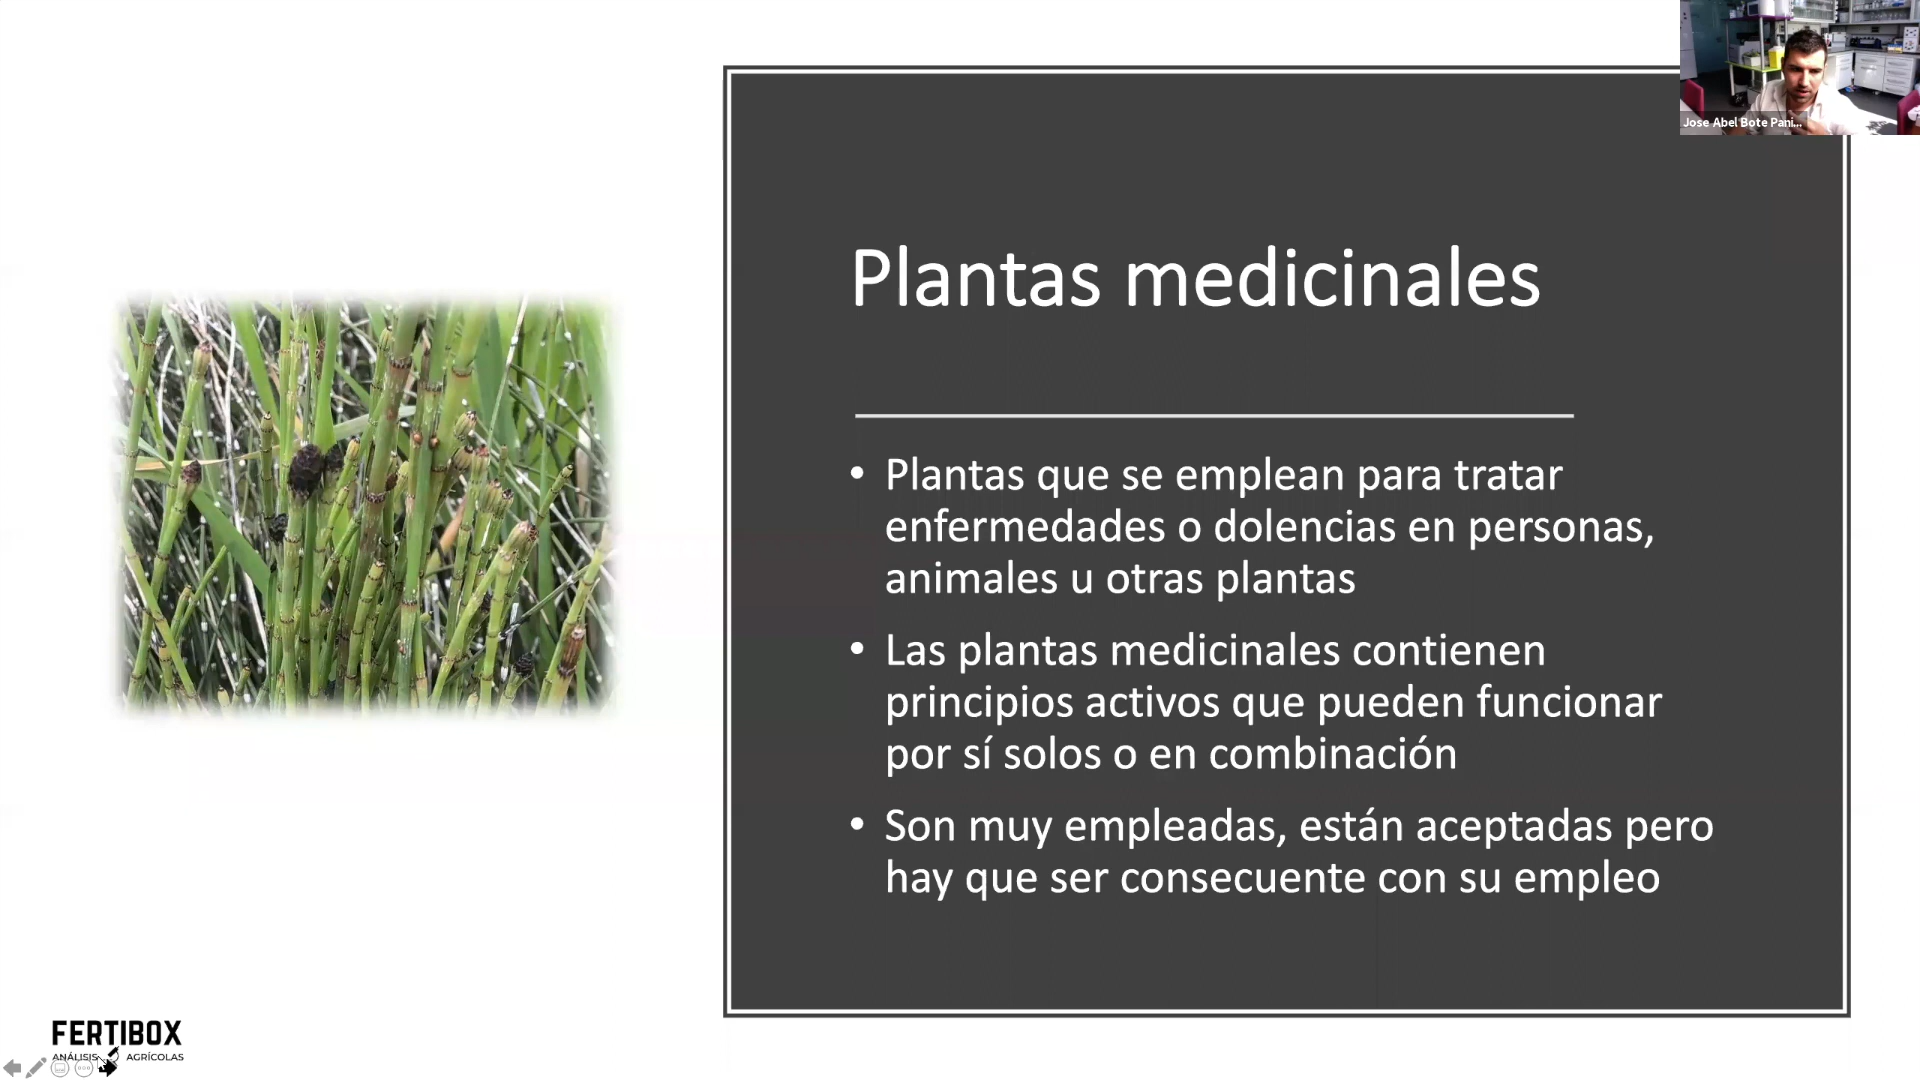 Jose Abel Bote Pani...
Plantas medicinales
• Plantas que se emplean para tratar
enfermedades o dolencias en personas,
animales u otras plantas
• Las plantas medicinales contienen
principios activos que pueden funcionar
por sí solos o en combinación
• Son muy empleadas, están aceptadas pero
hay que ser consecuente con su empleo
FERTIBOX
ANÁLISIS AGRÍCOLAS